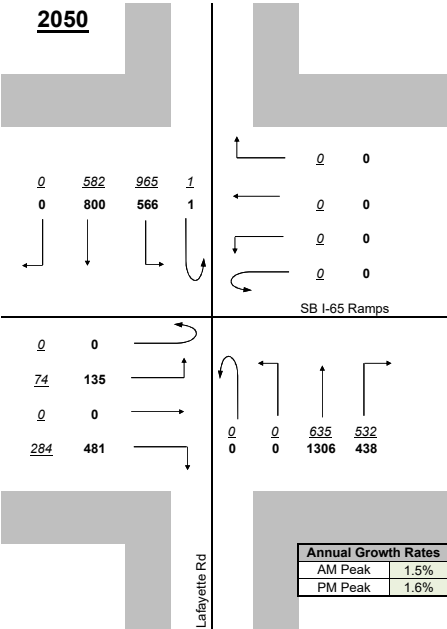 2050
0 582 965 1
0 800 566 1
0 0
0 0
0 0
0 0
SB I-65 Ramps
0 0
74 135
0 0
284 481
0 0 635 532
0 0 1306 438
Lafayette Rd
Annual Growth Rates
AM Peak 1.5%
PM Peak 1.6%